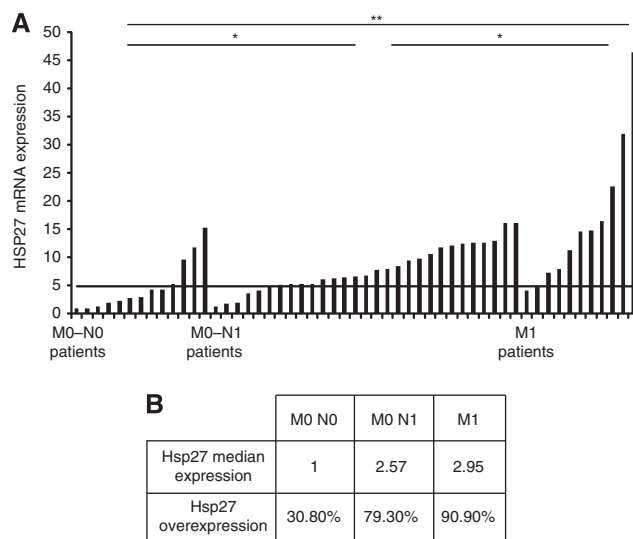 A
**
*
*
HSP27 mRNA expression
50
45
40
35
30
25
20
15
10
5
0
M0–N0
patients
M0–N1
patients
M1
patients
B
M0 N0 M0 N1 M1
Hsp27 median
expression
1 2.57 2.95
Hsp27
overexpression
30.80% 79.30% 90.90%